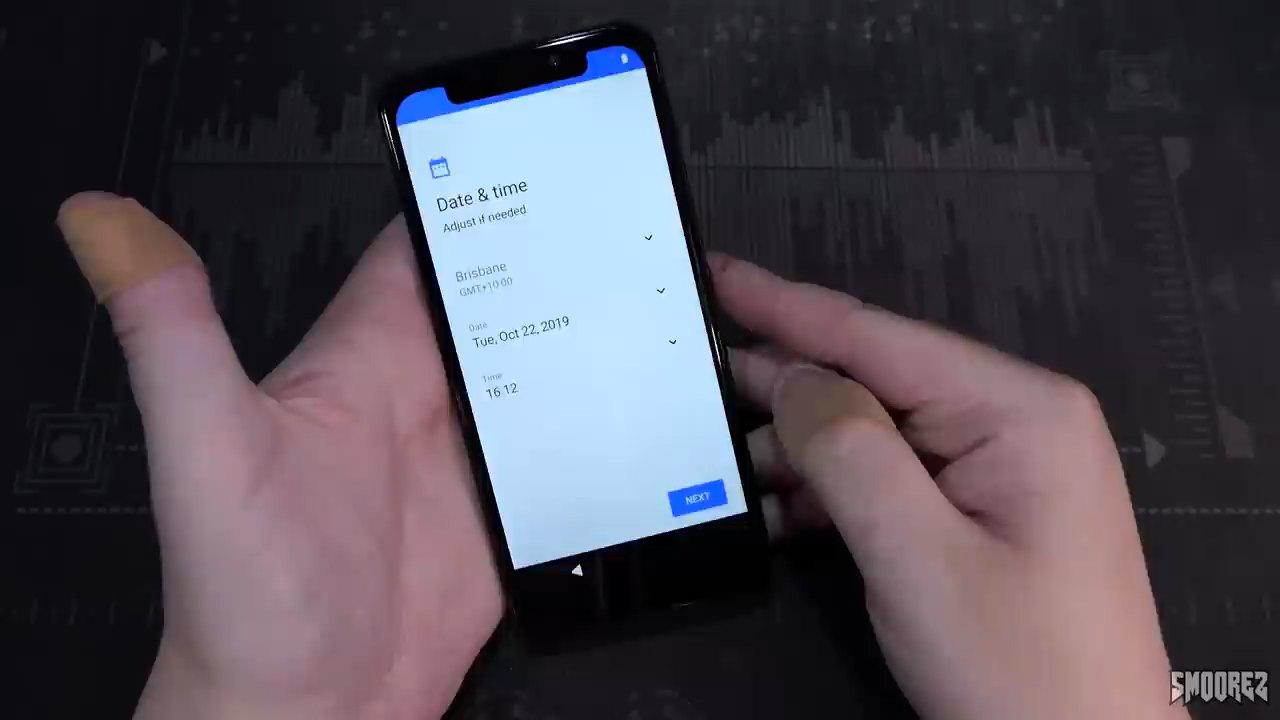 Date & time
Adjust if needed
Brisbane
GMT+10:00
Date
Tue, Oct 22, 2019
Time
16 12
NEXT
SMOOREZ